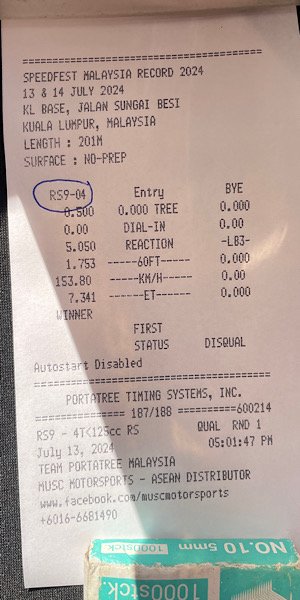 ==========================================
SPEEDFEST MALAYSIA RECORD 2024
13 & 14 JULY 2024
KL BASE, JALAN SUNGAI BESI
KUALA LUMPUR, MALAYSIA
LENGTH : 201M
SURFACE : NO-PREP
RS9-04 Entry BYE
0.500 0.000 TREE 0.000
0.00 DIAL-IN 0.00
5.050 REACTION -LB3-
1.753 ------60FT----- 0.000
153.80 ------KM/H----- 0.00
7.341 -------ET------ 0.000
WINNER
FIRST
STATUS DISQUAL
Autostart Disabled
==========================================
PORTATREE TIMING SYSTEMS, INC.
================ 187/188 ===========600214
RS9 - 4T<125cc RS QUAL RND 1
July 13, 2024 05:01:47 PM
TEAM PORTATREE MALAYSIA
MUSC MOTORSPORTS - ASEAN DISTRIBUTOR
www.facebook.com/muscmotorsports
+6016-6681490
NO.10 5mm 1000stck
1000stck.